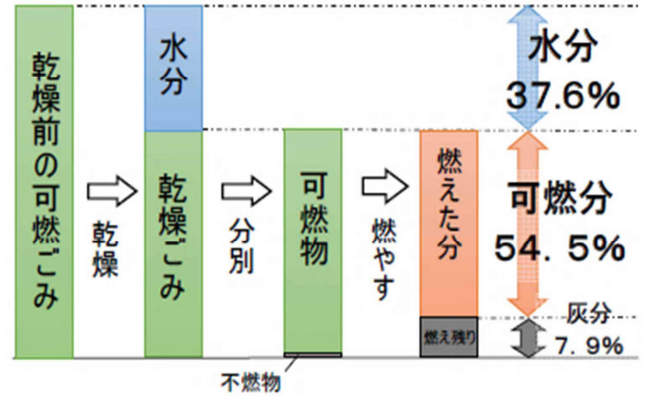 乾燥前の可燃ごみ
乾燥
水分
乾燥ごみ
分別
可燃物
不燃物
燃やす
燃えた分
燃え残り
水分
37.6%
可燃分
54.5%
灰分
7.9%